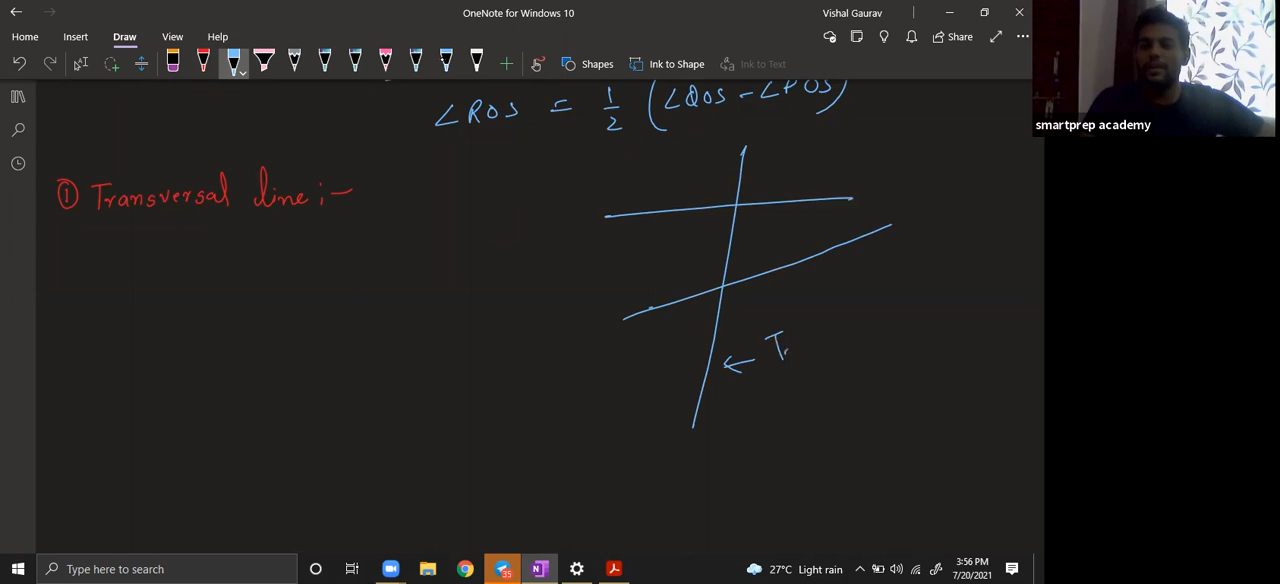 OneNote for Windows 10
Vishal Gaurav
Home Insert Draw View Help
Share
Shapes
Ink to Shape
Ink to Text
smartprep academy
∠ROS = 1/2 (∠QOS - ∠POS)
① Transversal line :-
← T
Type here to search
35
27°C Light rain
3:56 PM
7/20/2021